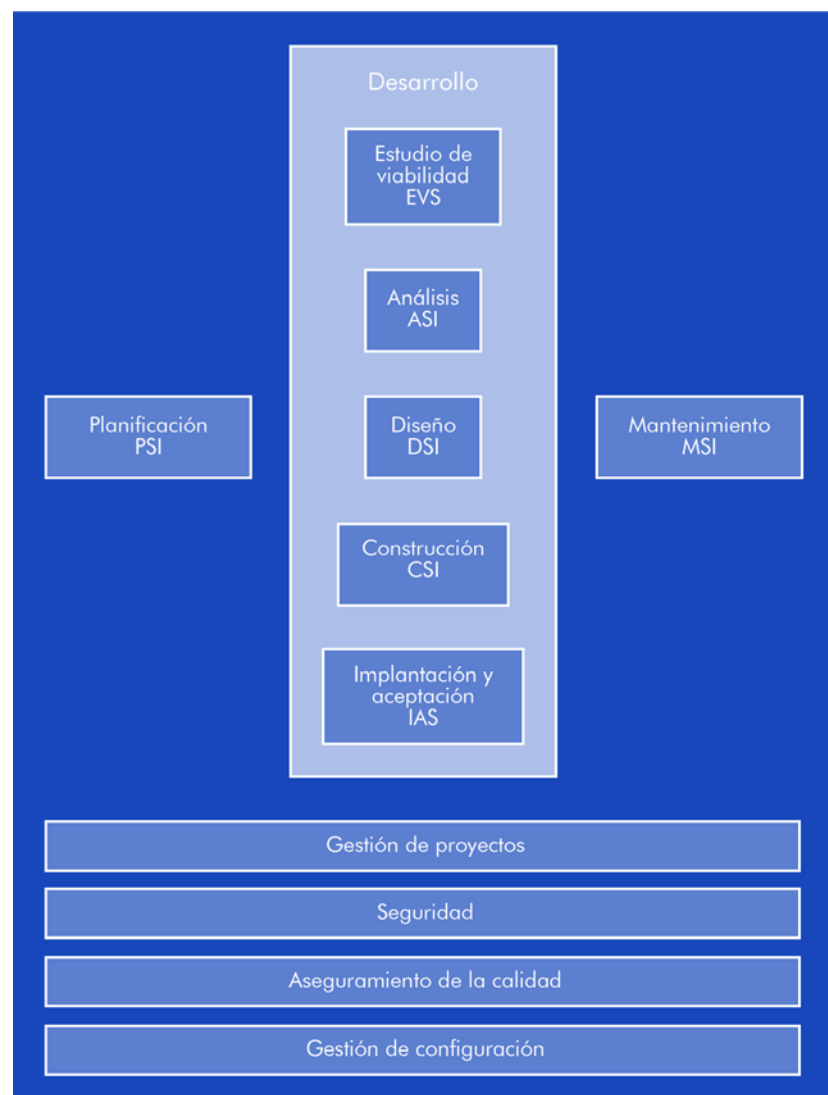 Desarrollo
Estudio de
viabilidad
EVS
Análisis
ASI
Planificación
PSI
Diseño
DSI
Mantenimiento
MSI
Construcción
CSI
Implantación y
aceptación
IAS
Gestión de proyectos
Seguridad
Aseguramiento de la calidad
Gestión de configuración